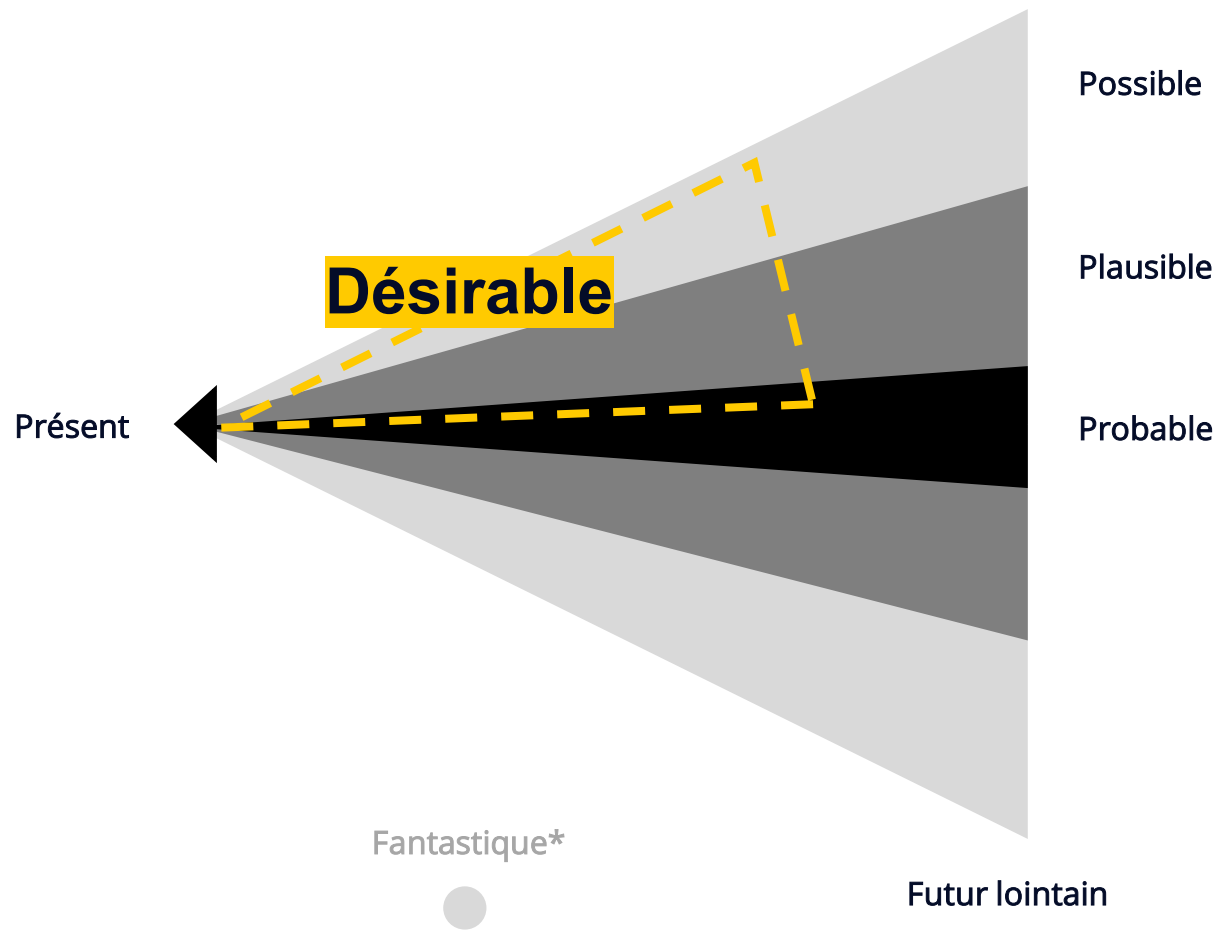 Possible
Plausible
Désirable
Présent
Probable
Fantastique*
Futur lointain